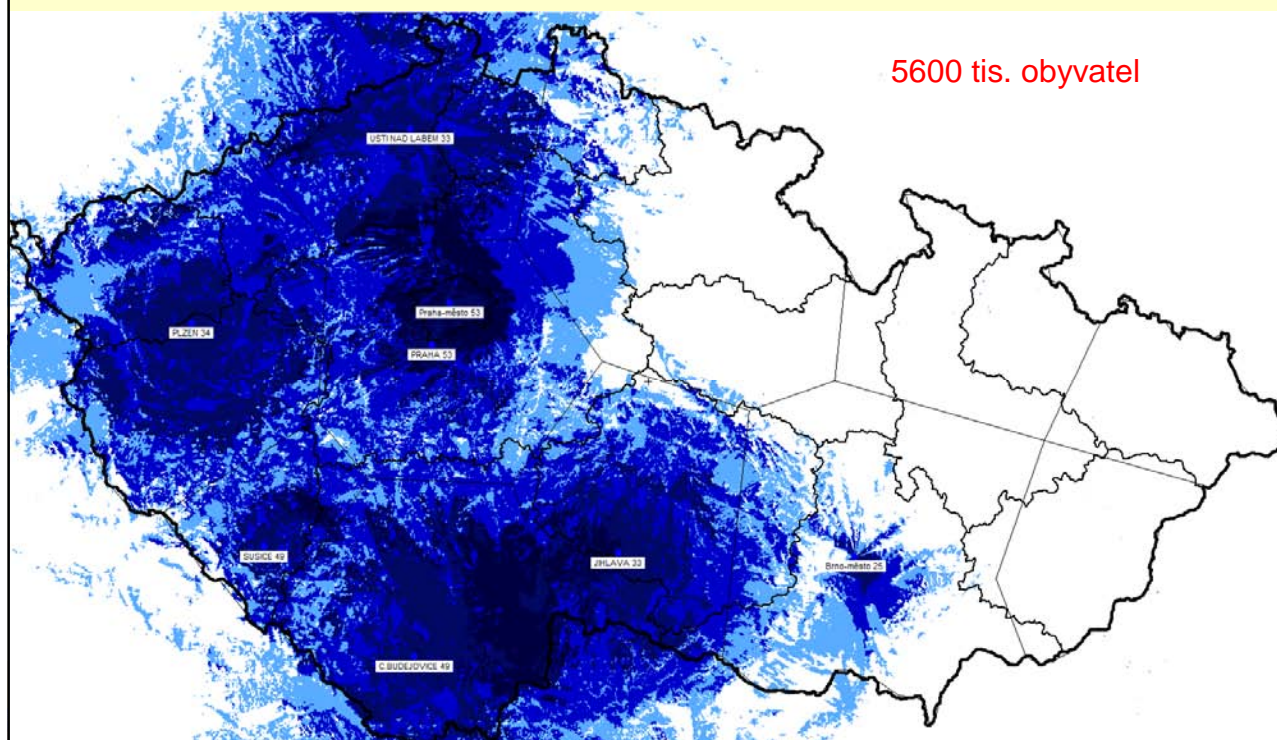 5600 tis. obyvatel
USTI NAD LABEM 33
Praha-město 53
PLZEN 34
PRAHA 53
SUSICE 49
JIHLAVA 33
Brno-město 25
C.BUDEJOVICE 49